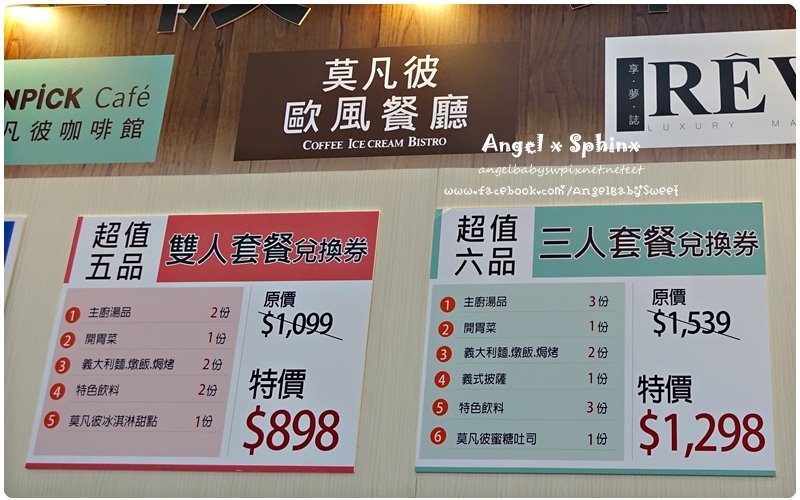 NPiCK Café
凡彼咖啡館
莫凡彼
歐風餐廳
COFFEE ICE CREAM BISTRO
享·夢·誌
RÊV
LUXURY MA
Angel x Sphinx
www.facebook.com/AngelBabySweet
超值
五品
雙人套餐兌換券
1 主廚湯品 2份
2 開胃菜 1份
3 義大利麵.燉飯.焗烤 2份
4 特色飲料 2份
5 莫凡彼冰淇淋甜點 1份
原價
$1,099
特價
$898
超值
六品
三人套餐兌換券
1 主廚湯品 3份
2 開胃菜 1份
3 義大利麵.燉飯.焗烤 2份
4 義式披薩 1份
5 特色飲料 3份
6 莫凡彼蜜糖吐司 1份
原價
$1,539
特價
$1,298